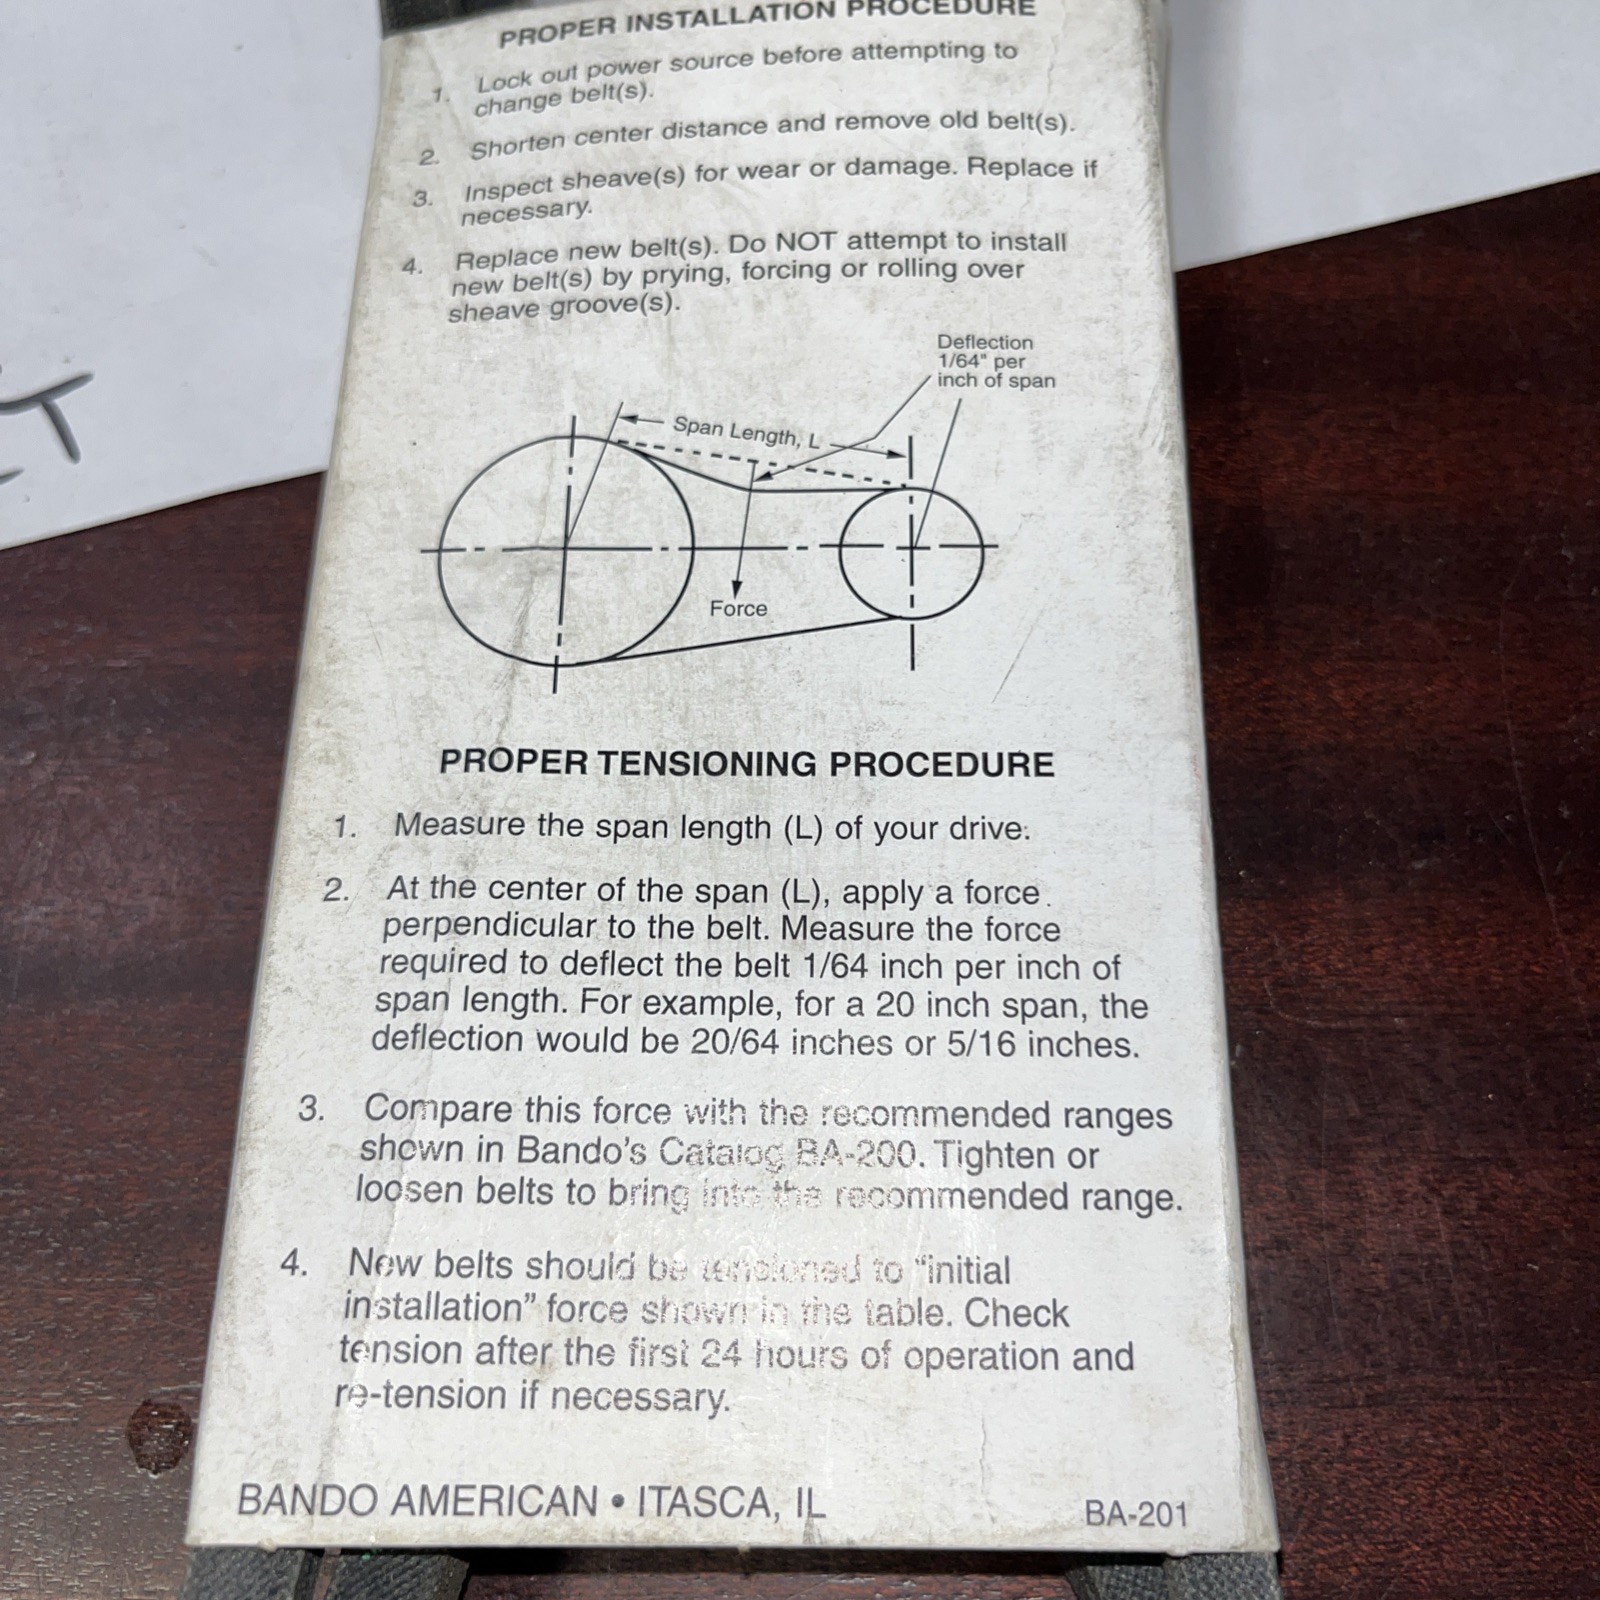 PROPER INSTALLATION PROCEDURE
1. Lock out power source before attempting to
change belt(s).
2. Shorten center distance and remove old belt(s).
3. Inspect sheave(s) for wear or damage. Replace if
necessary.
4. Replace new belt(s). Do NOT attempt to install
new belt(s) by prying, forcing or rolling over
sheave groove(s).
Deflection
1/64" per
inch of span
Span Length, L
Force
PROPER TENSIONING PROCEDURE
1. Measure the span length (L) of your drive.
2. At the center of the span (L), apply a force
perpendicular to the belt. Measure the force
required to deflect the belt 1/64 inch per inch of
span length. For example, for a 20 inch span, the
deflection would be 20/64 inches or 5/16 inches.
3. Compare this force with the recommended ranges
shown in Bando's Catalog BA-200. Tighten or
loosen belts to bring into the recommended range.
4. New belts should be tensioned to "initial
installation" force shown in the table. Check
tension after the first 24 hours of operation and
re-tension if necessary.
BANDO AMERICAN • ITASCA, IL
BA-201